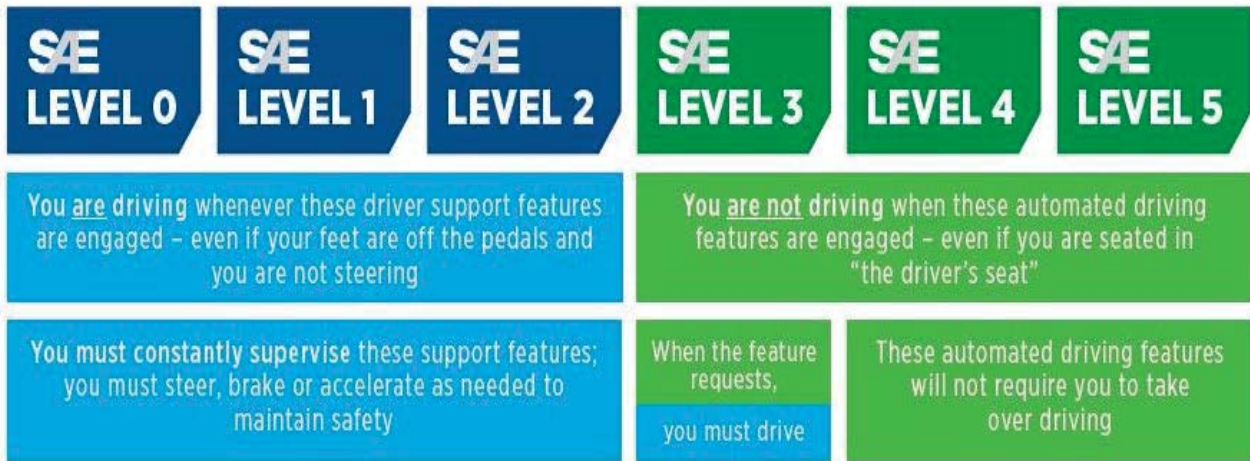 SAE
LEVEL 0
SAE
LEVEL 1
SAE
LEVEL 2
SAE
LEVEL 3
SAE
LEVEL 4
SAE
LEVEL 5
You are driving whenever these driver support features
are engaged – even if your feet are off the pedals and
you are not steering
You are not driving when these automated driving
features are engaged – even if you are seated in
“the driver’s seat”
You must constantly supervise these support features;
you must steer, brake or accelerate as needed to
maintain safety
When the feature
requests,
you must drive
These automated driving features
will not require you to take
over driving